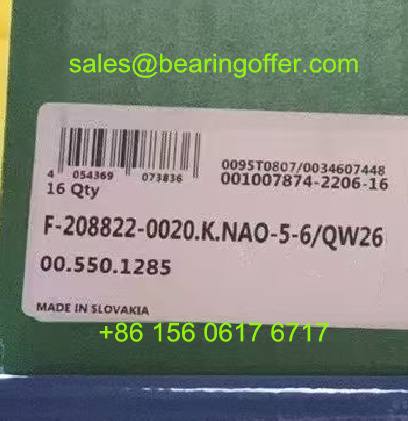 sales@bearingoffer.com
4 054369 073836
0095T0807/0034607448
16 Qty
001007874-2206-16
F-208822-0020.K.NAO-5-6/QW26
00.550.1285
MADE IN SLOVAKIA
+86 156 0617 6717